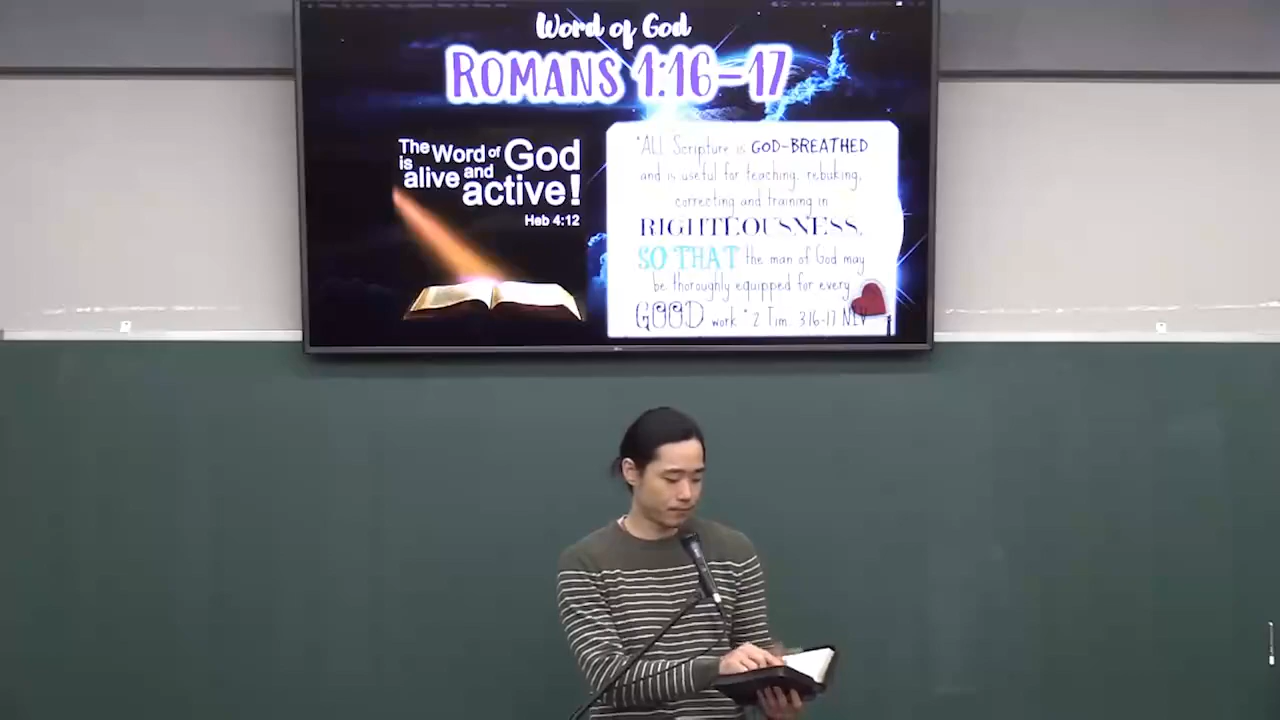 Word of God
ROMANS 1:16-17
The Word of God
is alive and active!
Heb 4:12
"ALL Scripture is GOD-BREATHED
and is useful for teaching, rebuking,
correcting and training in
RIGHTEOUSNESS,
SO THAT the man of God may
be thoroughly equipped for every
GOOD work " 2 Tim. 3:16-17 NIV